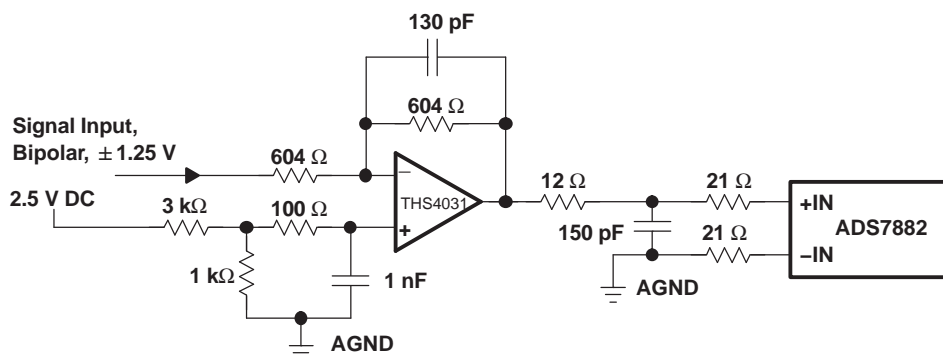 130 pF
604 Ω
Signal Input,
Bipolar, ± 1.25 V
604 Ω
−
THS4031
+
2.5 V DC
3 kΩ
100 Ω
1 kΩ
1 nF
AGND
12 Ω
150 pF
21 Ω
21 Ω
AGND
+IN
ADS7882
−IN